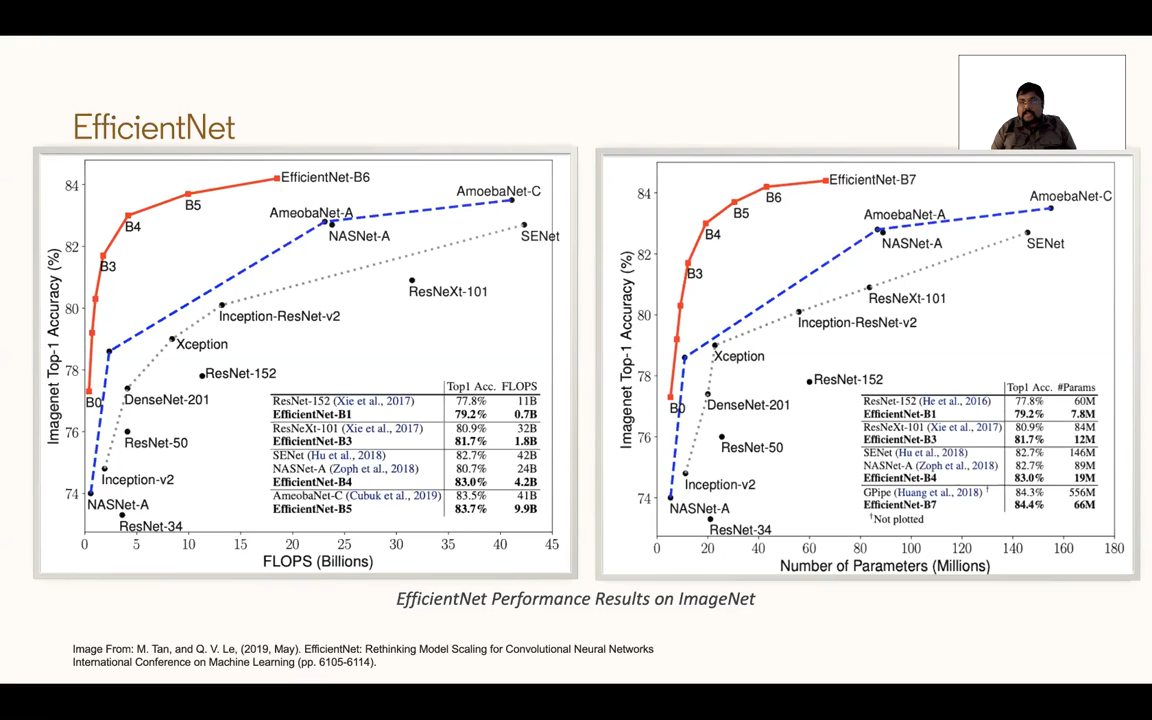 EfficientNet
84
82
80
78
76
74
Imagenet Top-1 Accuracy (%)
EfficientNet-B6
AmoebaNet-C
B5
AmeobaNet-A
B4
NASNet-A
SENet
B3
ResNeXt-101
Inception-ResNet-v2
Xception
ResNet-152
B0
DenseNet-201
ResNet-50
Inception-v2
NASNet-A
ResNet-34
Top1 Acc. FLOPS
ResNet-152 (Xie et al., 2017) 77.8% 11B
EfficientNet-B1 79.2% 0.7B
ResNeXt-101 (Xie et al., 2017) 80.9% 32B
EfficientNet-B3 81.7% 1.8B
SENet (Hu et al., 2018) 82.7% 42B
NASNet-A (Zoph et al., 2018) 80.7% 24B
EfficientNet-B4 83.0% 4.2B
AmoebaNet-C (Cubuk et al., 2019) 83.5% 41B
EfficientNet-B5 83.7% 9.9B
0 5 10 15 20 25 30 35 40 45
FLOPS (Billions)
84
82
80
78
76
74
Imagenet Top-1 Accuracy (%)
EfficientNet-B7
B6
AmoebaNet-C
B5
AmoebaNet-A
B4
NASNet-A
SENet
B3
ResNeXt-101
Inception-ResNet-v2
Xception
ResNet-152
B0
DenseNet-201
ResNet-50
Inception-v2
NASNet-A
ResNet-34
Top1 Acc. #Params
ResNet-152 (He et al., 2016) 77.8% 60M
EfficientNet-B1 79.2% 7.8M
ResNeXt-101 (Xie et al., 2017) 80.9% 84M
EfficientNet-B3 81.7% 12M
SENet (Hu et al., 2018) 82.7% 146M
NASNet-A (Zoph et al., 2018) 82.7% 89M
EfficientNet-B4 83.0% 19M
GPipe (Huang et al., 2018) † 84.3% 556M
EfficientNet-B7 84.4% 66M
†Not plotted
0 20 40 60 80 100 120 140 160 180
Number of Parameters (Millions)
EfficientNet Performance Results on ImageNet
Image From: M. Tan, and Q. V. Le, (2019, May). EfficientNet: Rethinking Model Scaling for Convolutional Neural Networks
International Conference on Machine Learning (pp. 6105-6114).